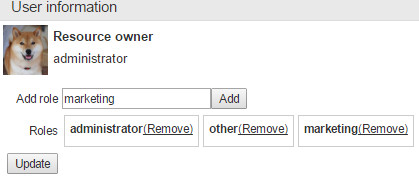 User information
Resource owner
administrator
Add role marketing Add
Roles administrator(Remove) other(Remove) marketing(Remove)
Update